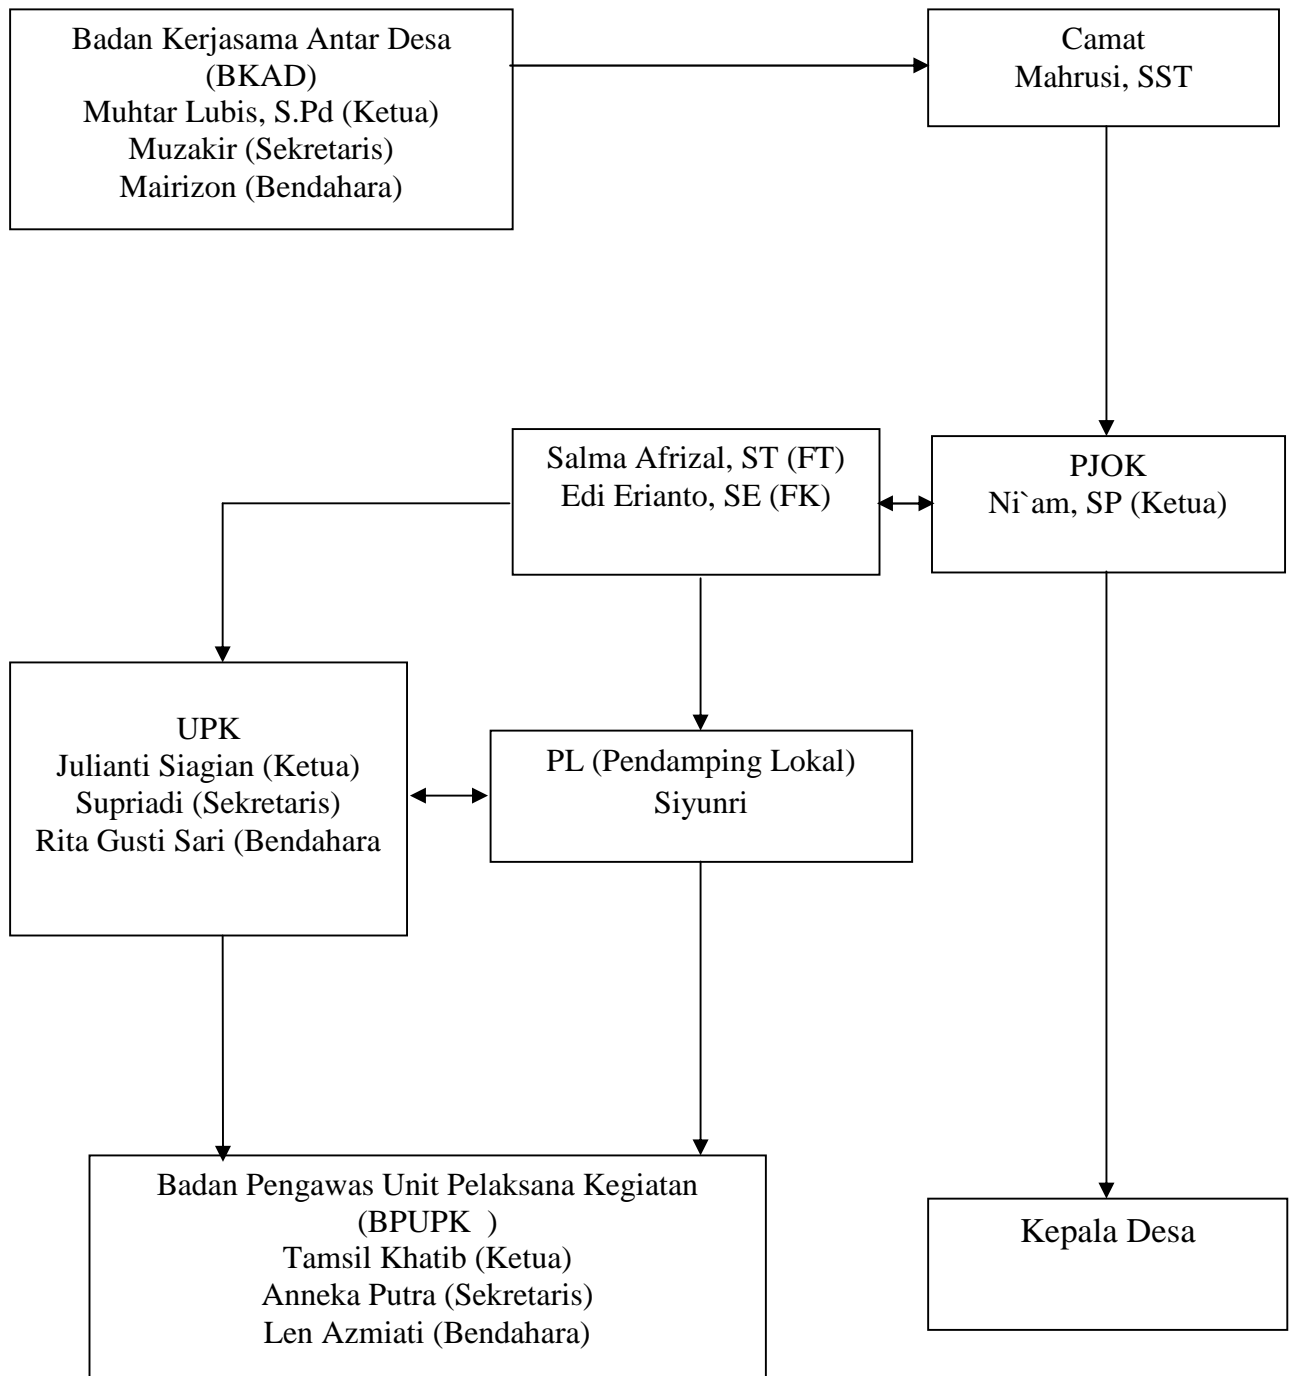 Badan Kerjasama Antar Desa
(BKAD)
Muhtar Lubis, S.Pd (Ketua)
Muzakir (Sekretaris)
Mairizon (Bendahara)
Camat
Mahrusi, SST
Salma Afrizal, ST (FT)
Edi Erianto, SE (FK)
PJOK
Ni`am, SP (Ketua)
UPK
Julianti Siagian (Ketua)
Supriadi (Sekretaris)
Rita Gusti Sari (Bendahara
PL (Pendamping Lokal)
Siyunri
Badan Pengawas Unit Pelaksana Kegiatan
(BPUPK  )
Tamsil Khatib (Ketua)
Anneka Putra (Sekretaris)
Len Azmiati (Bendahara)
Kepala Desa